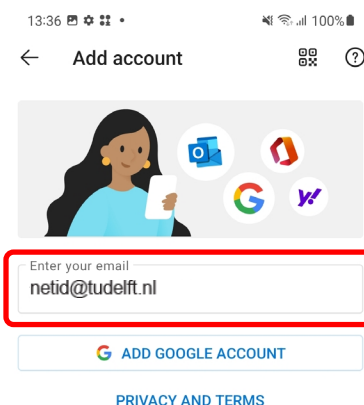 13:36 100%
Add account
Enter your email
netid@tudelft.nl
G ADD GOOGLE ACCOUNT
PRIVACY AND TERMS